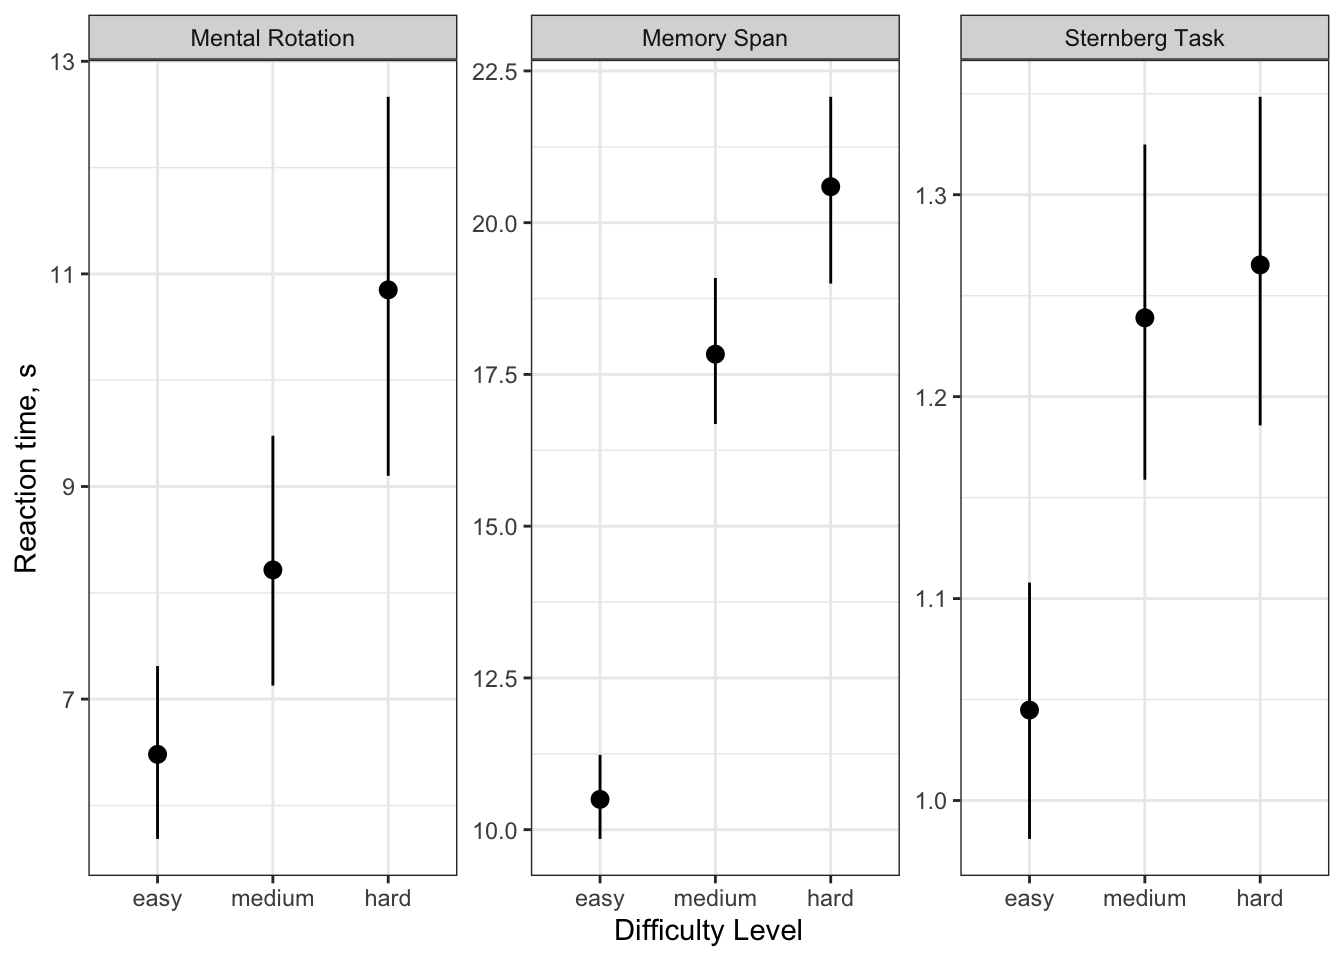 Mental Rotation
Memory Span
Sternberg Task
Reaction time, s
13
11
9
7
22.5
20.0
17.5
15.0
12.5
10.0
1.3
1.2
1.1
1.0
easy medium hard
easy medium hard
easy medium hard
Difficulty Level